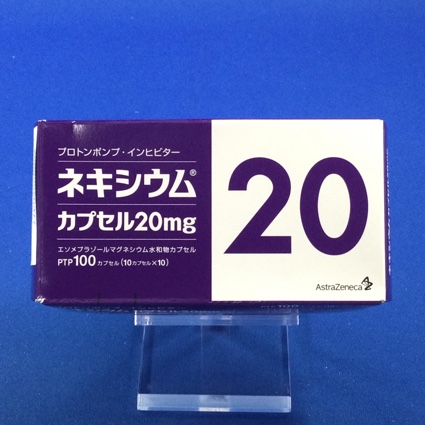 プロトンポンプ・インヒビター
ネキシウム®
カプセル20mg
エソメプラゾールマグネシウム水和物カプセル
PTP100カプセル(10カプセル×10)
20
AstraZeneca